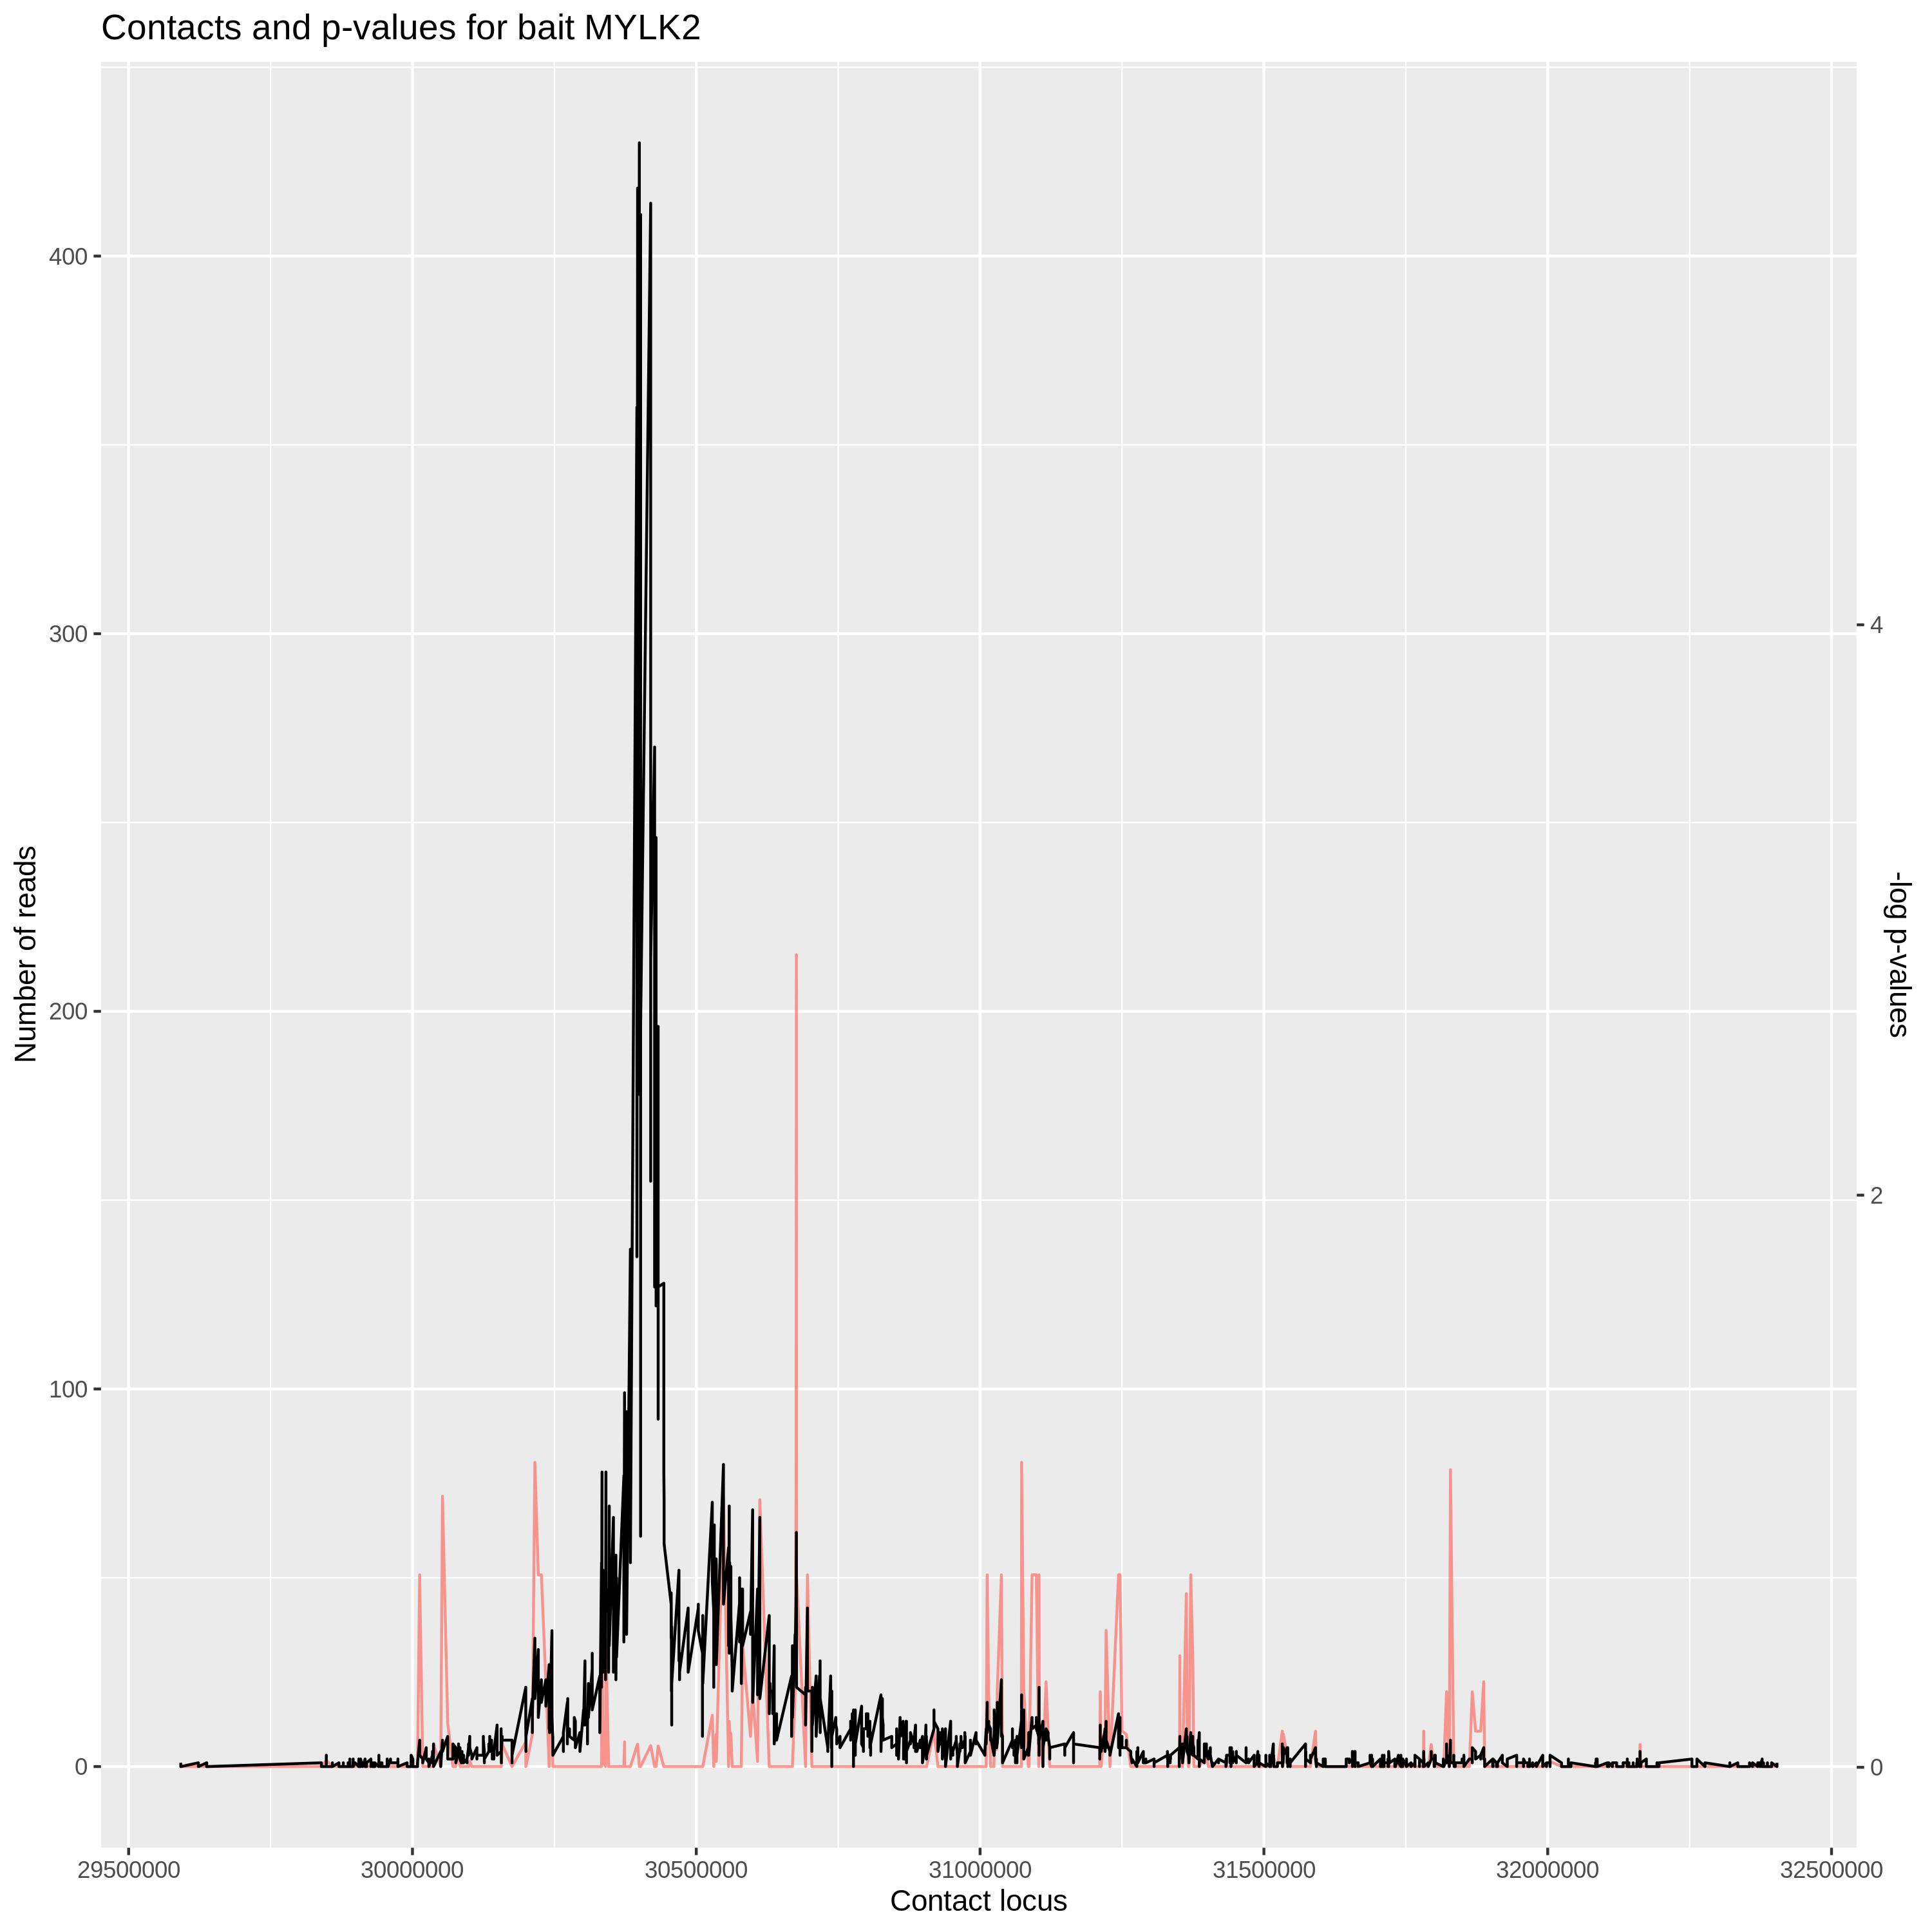 Contacts and p-values for bait MYLK2
Number of reads
400
300
200
100
0
4
2
0
-log p-values
29500000 30000000 30500000 31000000 31500000 32000000 32500000
Contact locus